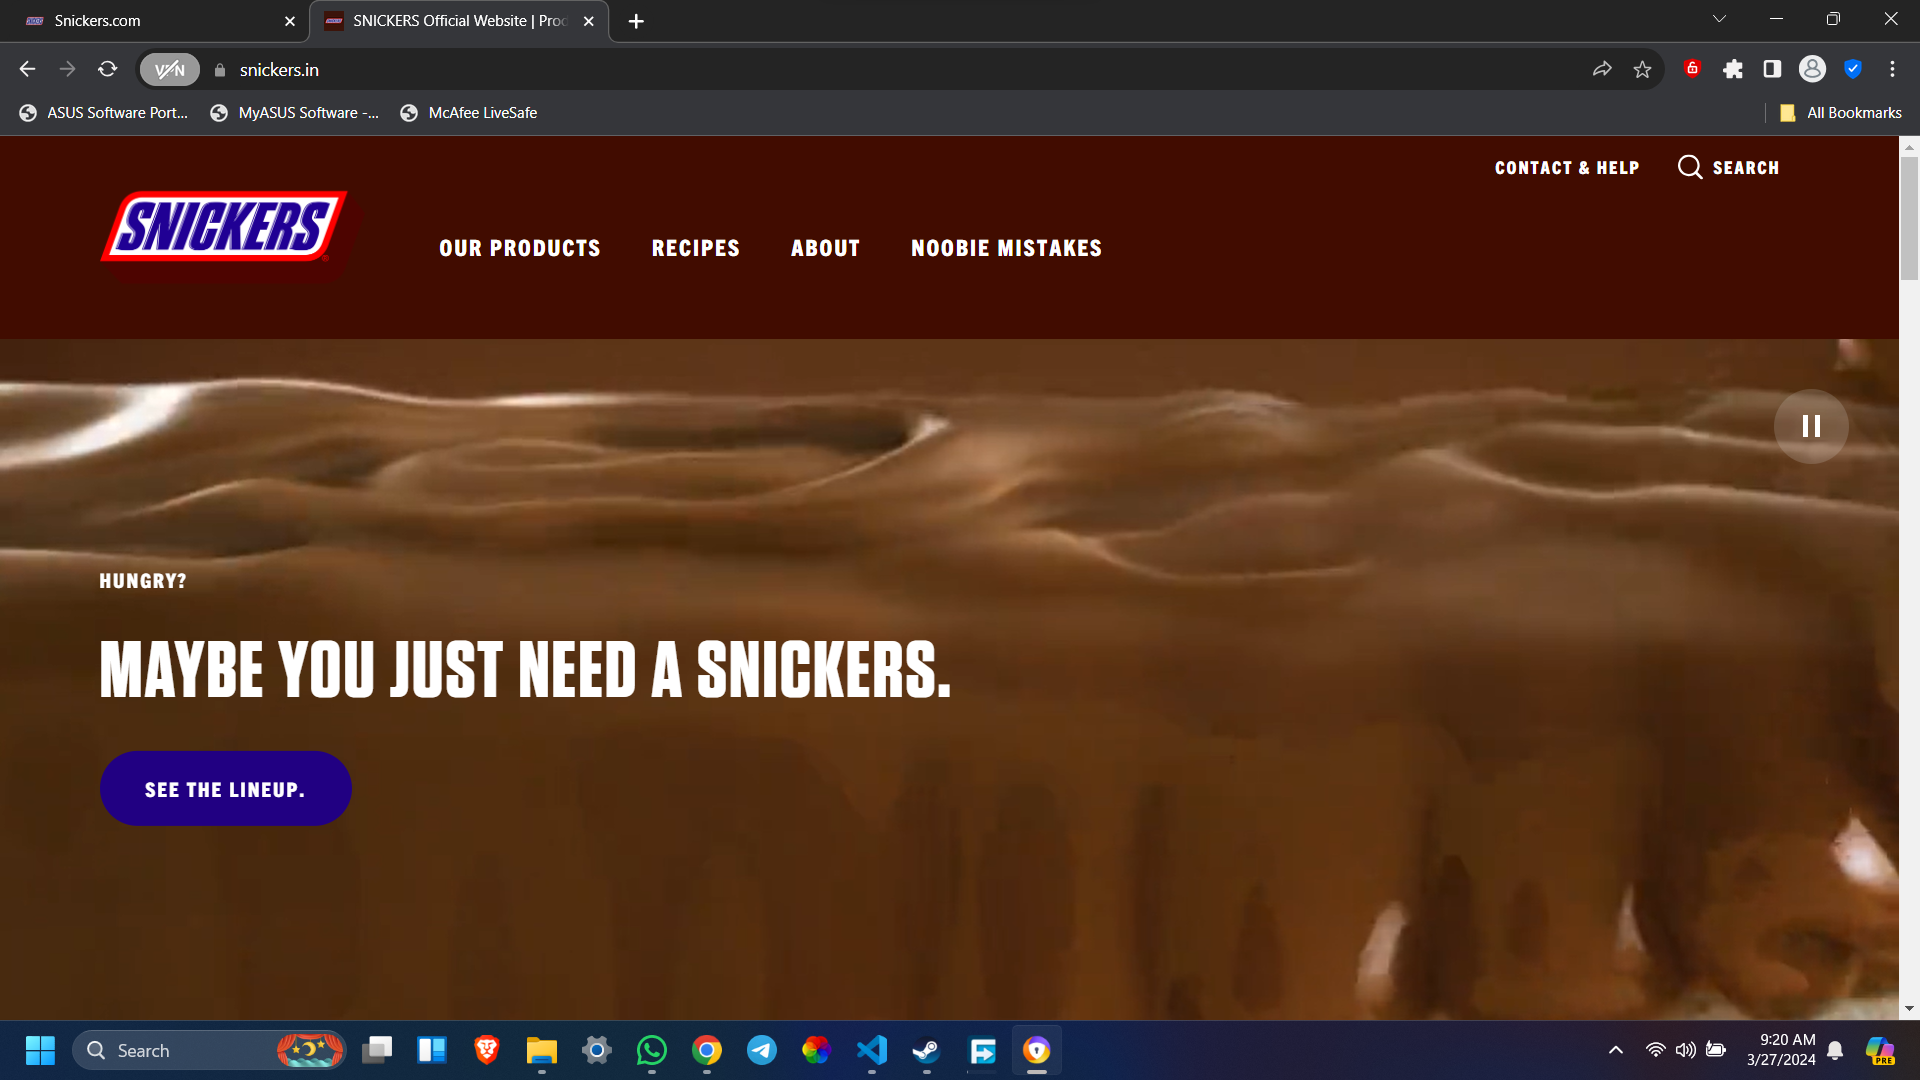 Snickers.com
SNICKERS Official Website | Proc
VPN
snickers.in
ASUS Software Port...
MyASUS Software -...
McAfee LiveSafe
All Bookmarks
CONTACT & HELP
SEARCH
SNICKERS
OUR PRODUCTS
RECIPES
ABOUT
NOOBIE MISTAKES
HUNGRY?
MAYBE YOU JUST NEED A SNICKERS.
SEE THE LINEUP.
Search
9:20 AM
3/27/2024
PRE